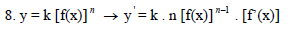 8. y = k [f(x)]ⁿ → y' = k . n [f(x)]ⁿ⁻¹ . [f'(x)]